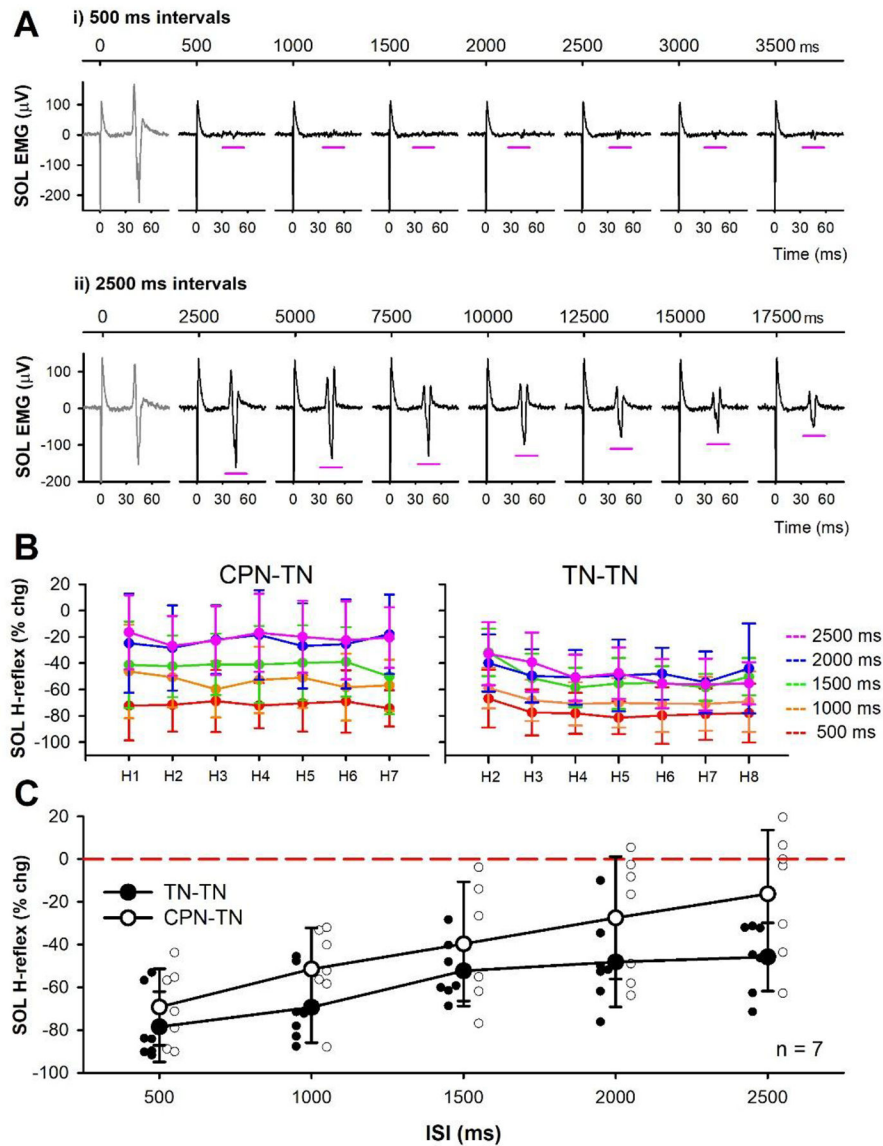 A
i) 500 ms intervals
0 500 1000 1500 2000 2500 3000 3500 ms
SOL EMG (µV)
100
0
-100
-200
0 30 60 0 30 60 0 30 60 0 30 60 0 30 60 0 30 60 0 30 60 0 30 60
Time (ms)
ii) 2500 ms intervals
0 2500 5000 7500 10000 12500 15000 17500 ms
SOL EMG (µV)
100
0
-100
-200
0 30 60 0 30 60 0 30 60 0 30 60 0 30 60 0 30 60 0 30 60 0 30 60
Time (ms)
B
CPN-TN TN-TN
SOL H-reflex (% chg)
20
0
-20
-40
-60
-80
-100
2500 ms
2000 ms
1500 ms
1000 ms
500 ms
H1 H2 H3 H4 H5 H6 H7 H2 H3 H4 H5 H6 H7 H8
C
SOL H-reflex (% chg)
20
0
-20
-40
-60
-80
-100
TN-TN
CPN-TN
n = 7
500 1000 1500 2000 2500
ISI (ms)